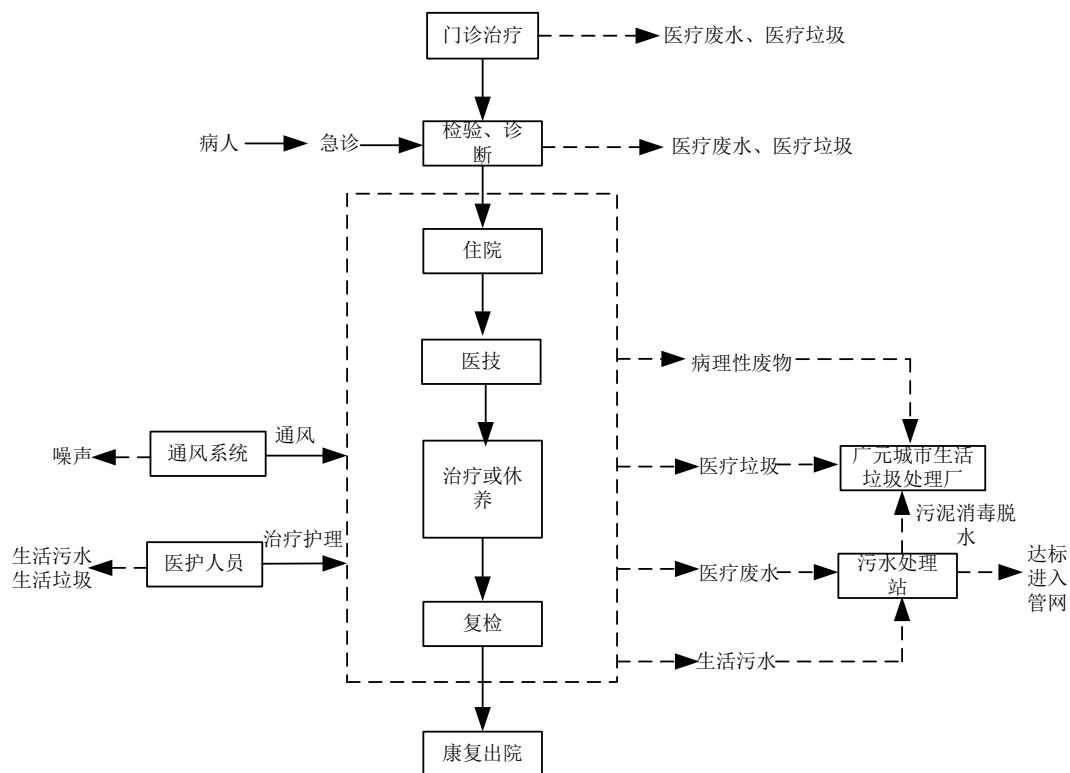 门诊治疗
医疗废水、医疗垃圾
病人
急诊
检验、诊
断
医疗废水、医疗垃圾
住院
医技
病理性废物
噪声
通风系统
通风
治疗或休
养
医疗垃圾
广元城市生活
垃圾处理厂
污泥消毒脱
水
生活污水
生活垃圾
医护人员
治疗护理
医疗废水
污水处理
站
达标
进入
管网
复检
生活污水
康复出院